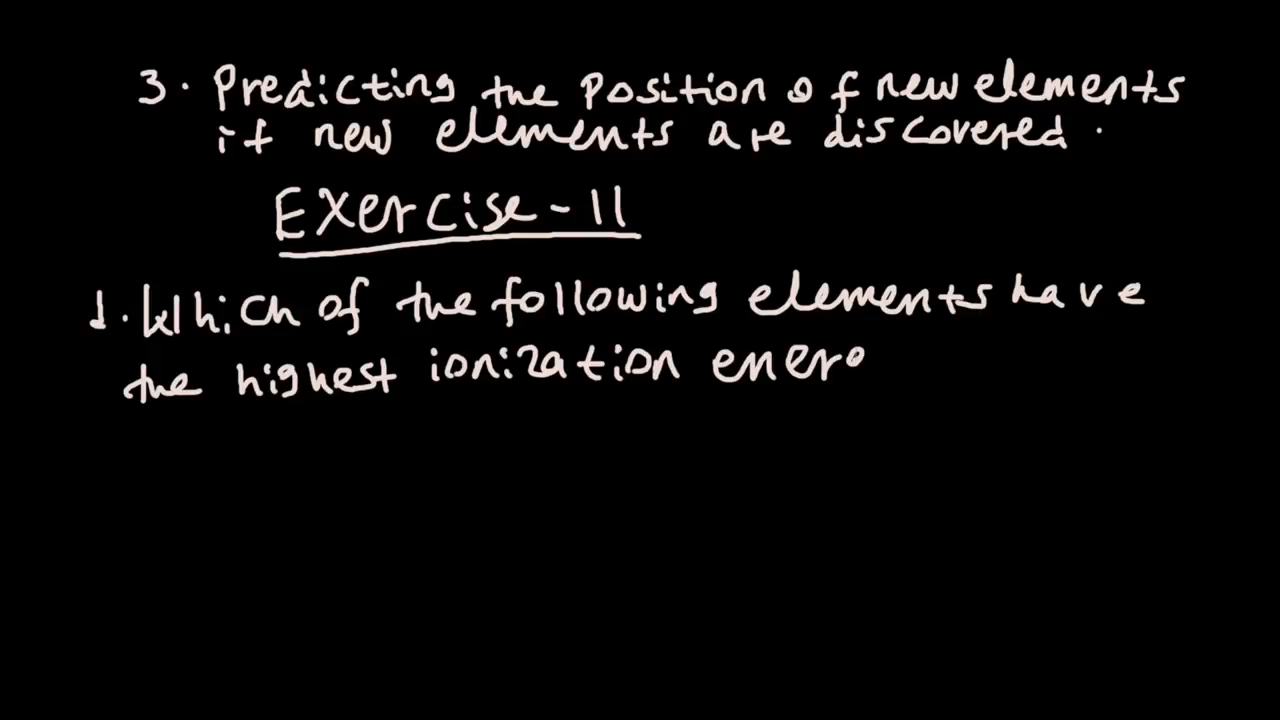 3. Predicting the position of new elements
if new elements are discovered.
Exercise-11
1. Which of the following elements have
the highest ionization ener